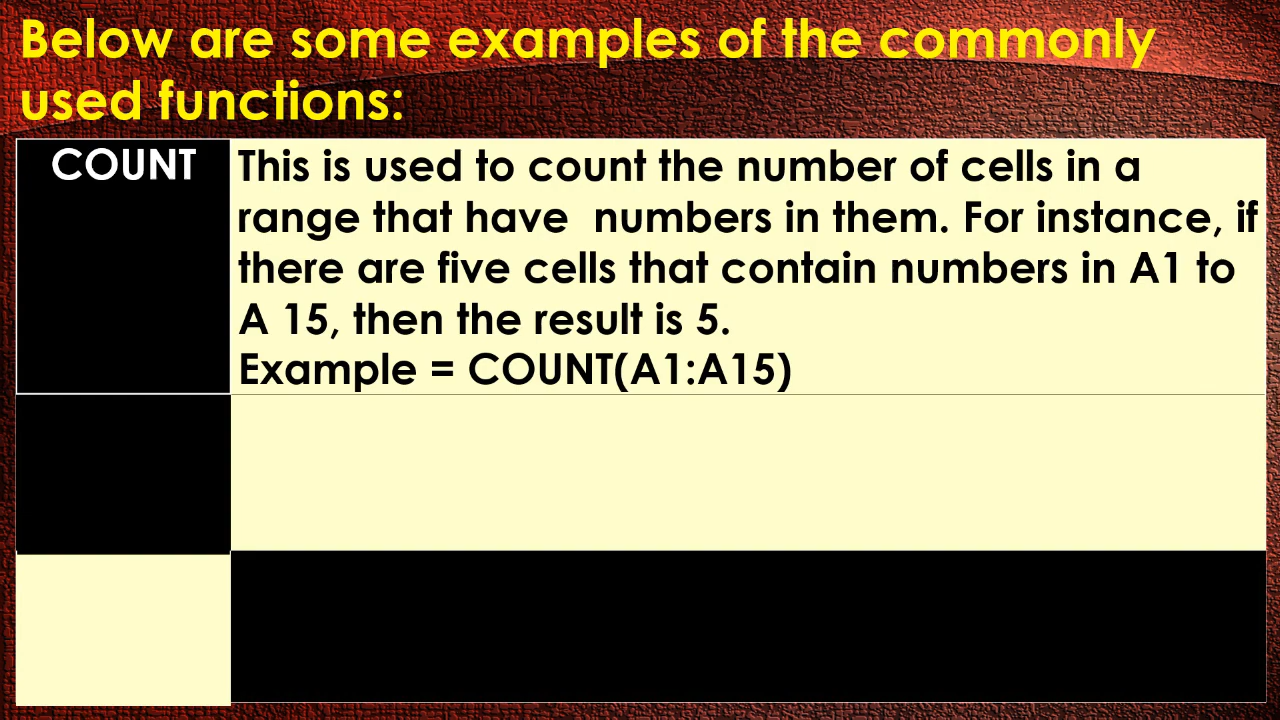 Below are some examples of the commonly
used functions:
COUNT
This is used to count the number of cells in a
range that have  numbers in them. For instance, if
there are five cells that contain numbers in A1 to
A 15, then the result is 5.
Example = COUNT(A1:A15)